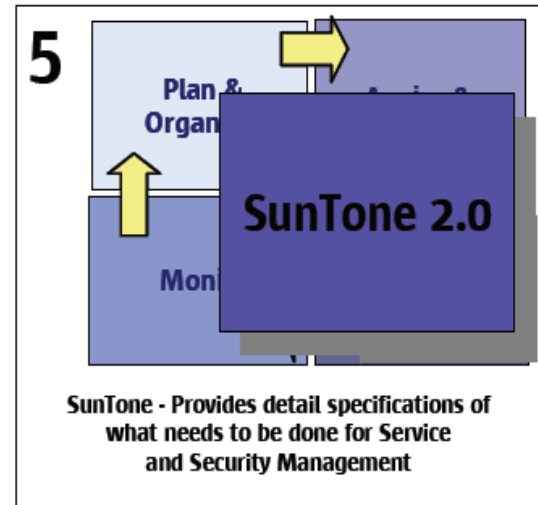 5
Plan &
SunTone 2.0
SunTone - Provides detail specifications of
what needs to be done for Service
and Security Management